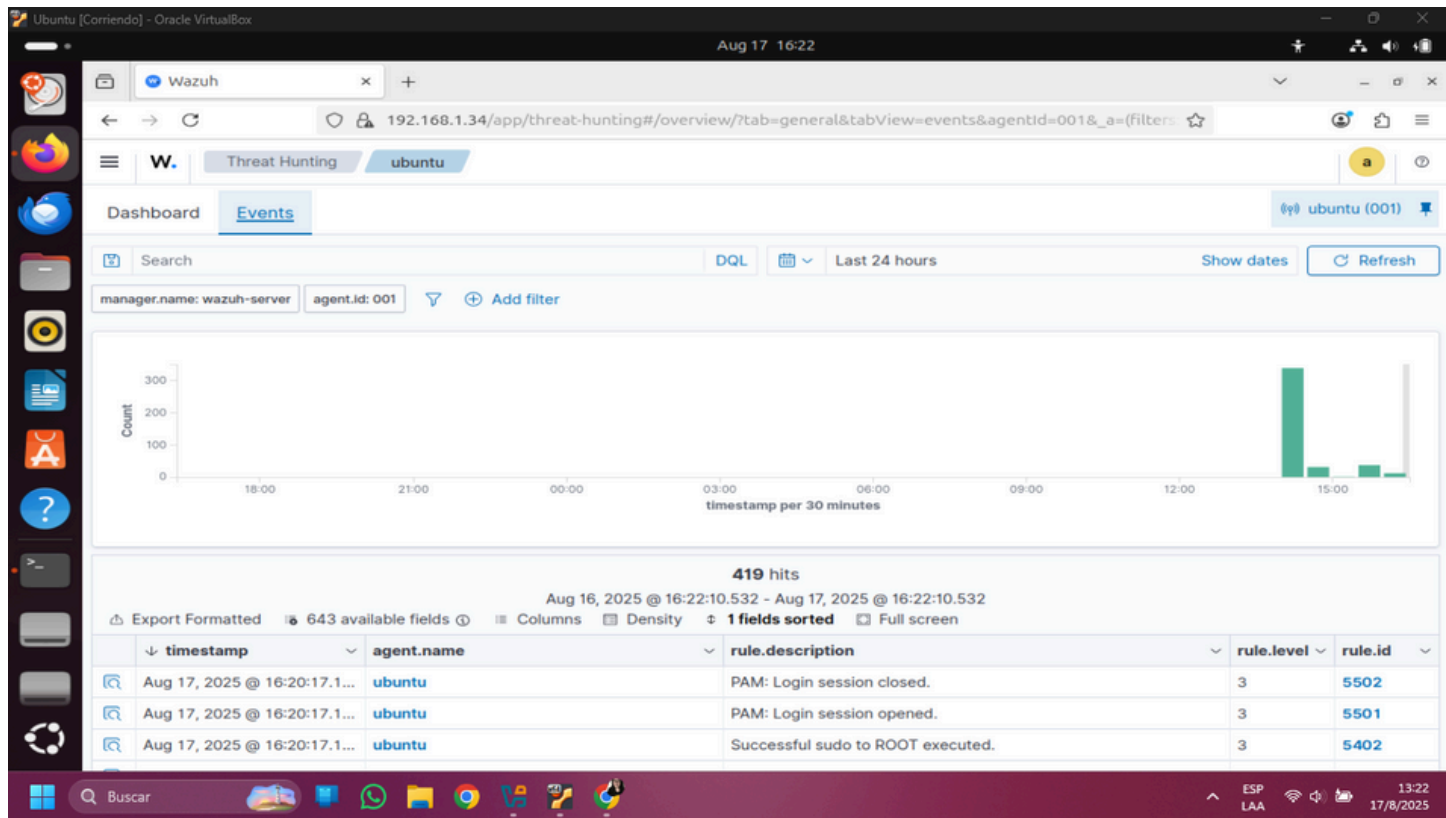 Ubuntu [Corriendo] - Oracle VirtualBox
Aug 17 16:22
Wazuh
192.168.1.34/app/threat-hunting#/overview/?tab=general&tabView=events&agentId=001&_a=(filters
W. Threat Hunting ubuntu a
Dashboard Events ubuntu (001)
Search DQL Last 24 hours Show dates Refresh
manager.name: wazuh-server agent.id: 001 Add filter
300
200
100
0
Count
18:00 21:00 00:00 03:00 06:00 09:00 12:00 15:00
timestamp per 30 minutes
419 hits
Aug 16, 2025 @ 16:22:10.532 - Aug 17, 2025 @ 16:22:10.532
Export Formatted 643 available fields Columns Density 1 fields sorted Full screen
timestamp agent.name rule.description rule.level rule.id
Aug 17, 2025 @ 16:20:17.1... ubuntu PAM: Login session closed. 3 5502
Aug 17, 2025 @ 16:20:17.1... ubuntu PAM: Login session opened. 3 5501
Aug 17, 2025 @ 16:20:17.1... ubuntu Successful sudo to ROOT executed. 3 5402
Buscar ESP 13:22
LAA 17/8/2025